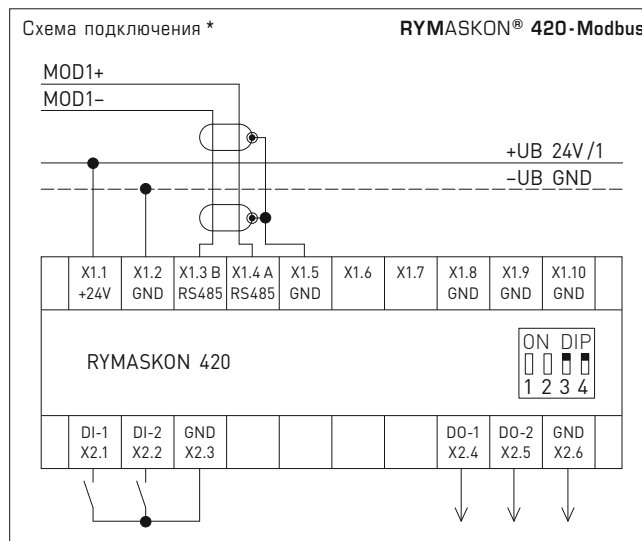 Схема подключения *
RYMASKON® 420-Modbus
MOD1+
MOD1–
+UB 24V/1
–UB GND
X1.1 X1.2 X1.3 B X1.4 A X1.5 X1.6 X1.7 X1.8 X1.9 X1.10
+24V GND RS485 RS485 GND GND GND GND
RYMASKON 420
ON DIP
1 2 3 4
DI-1 DI-2 GND DO-1 DO-2 GND
X2.1 X2.2 X2.3 X2.4 X2.5 X2.6